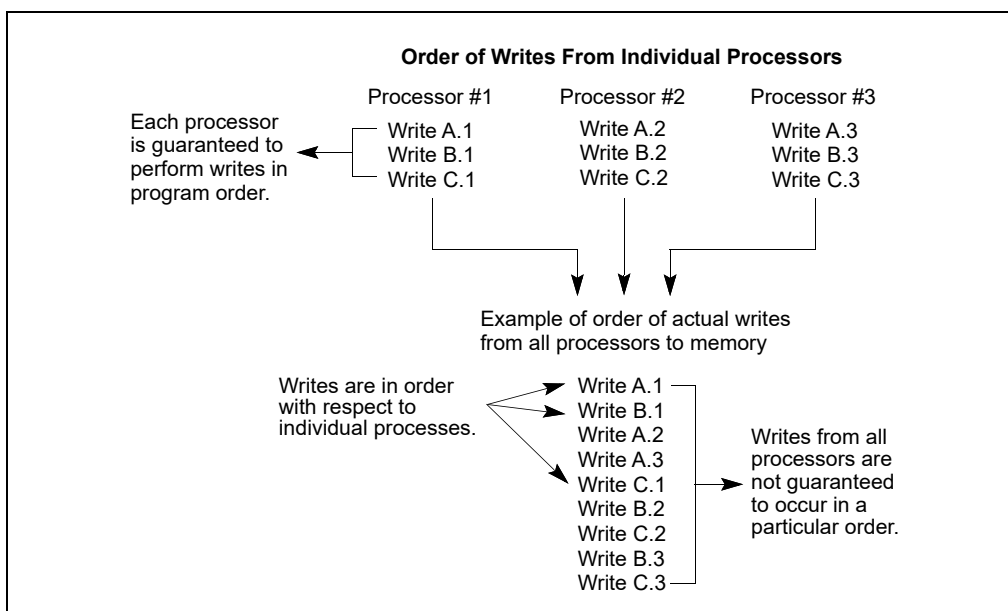 Order of Writes From Individual Processors
Processor #1
Processor #2
Processor #3
Each processor
is guaranteed to
perform writes in
program order.
Write A.1
Write B.1
Write C.1
Write A.2
Write B.2
Write C.2
Write A.3
Write B.3
Write C.3
Example of order of actual writes
from all processors to memory
Writes are in order
with respect to
individual processes.
Write A.1
Write B.1
Write A.2
Write A.3
Write C.1
Write B.2
Write C.2
Write B.3
Write C.3
Writes from all
processors are
not guaranteed
to occur in a
particular order.